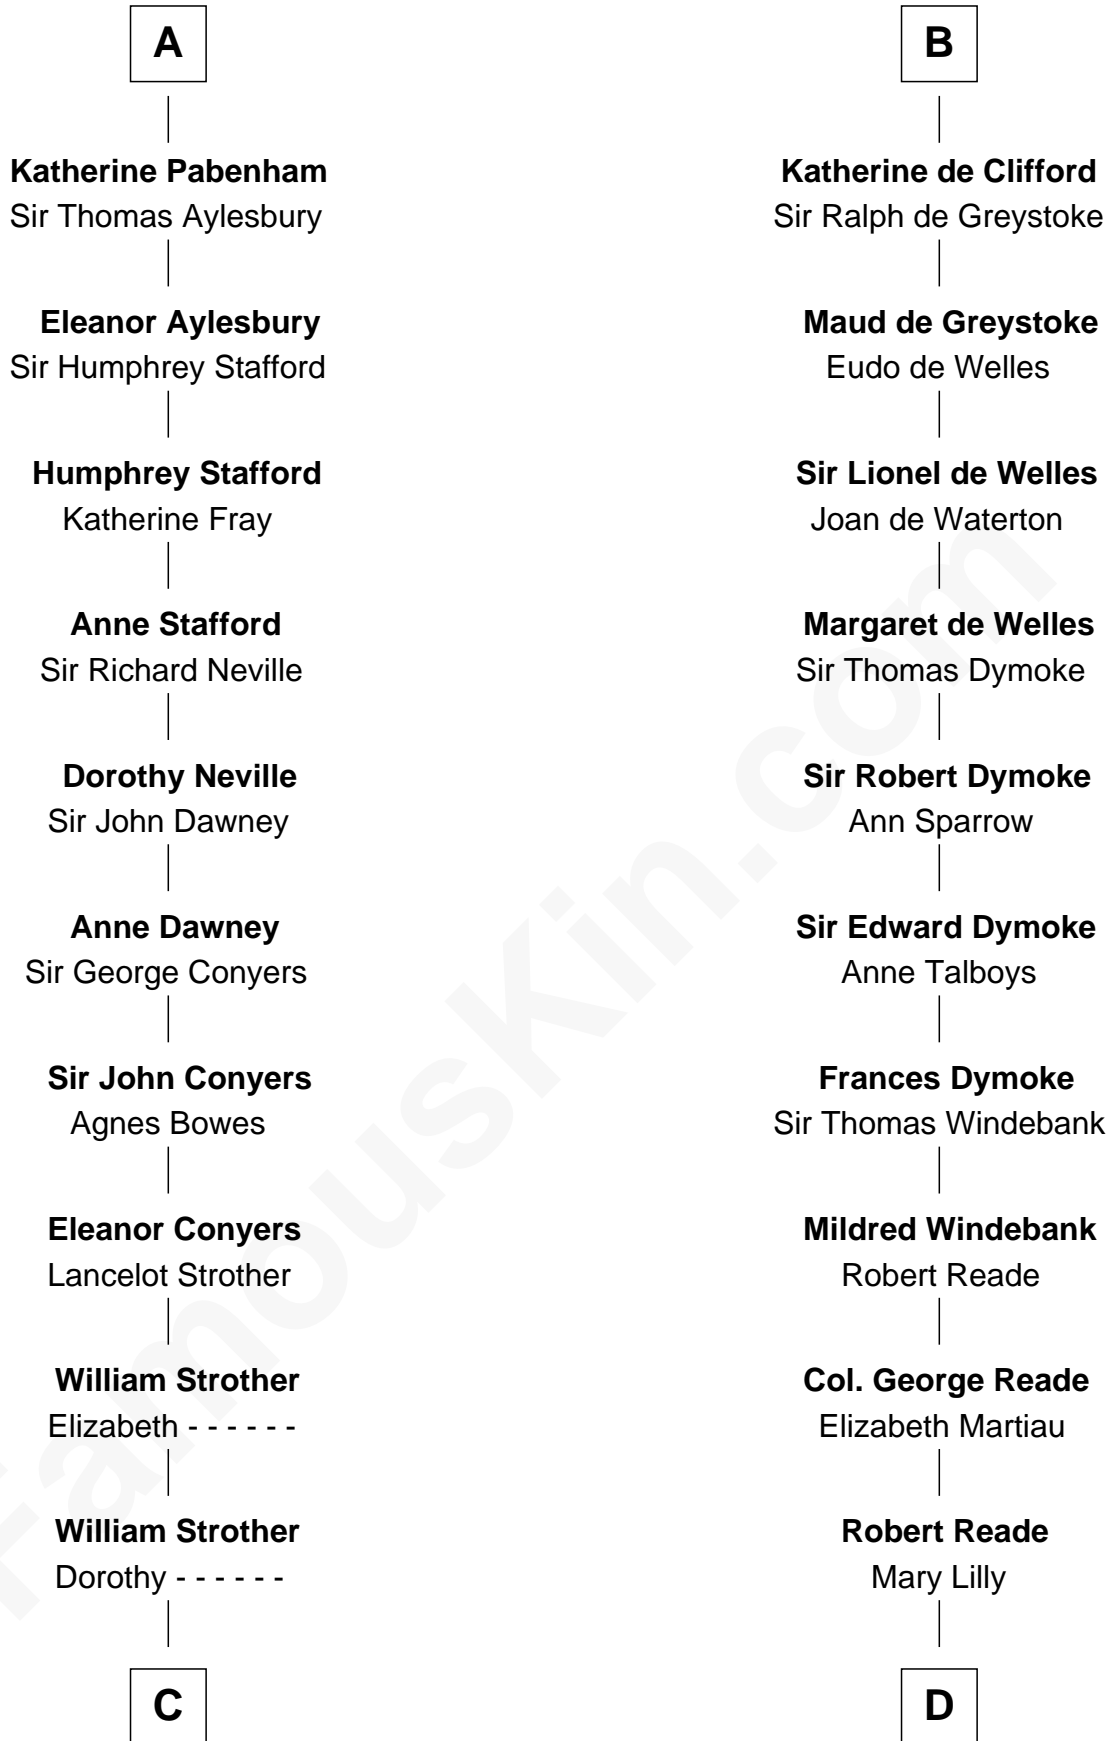 A
Katherine Pabenham
Sir Thomas Aylesbury
Eleanor Aylesbury
Sir Humphrey Stafford
Humphrey Stafford
Katherine Fray
Anne Stafford
Sir Richard Neville
Dorothy Neville
Sir John Dawney
Anne Dawney
Sir George Conyers
Sir John Conyers
Agnes Bowes
Eleanor Conyers
Lancelot Strother
William Strother
Elizabeth - - - - - -
William Strother
Dorothy - - - - - -
C
B
Katherine de Clifford
Sir Ralph de Greystoke
Maud de Greystoke
Eudo de Welles
Sir Lionel de Welles
Joan de Waterton
Margaret de Welles
Sir Thomas Dymoke
Sir Robert Dymoke
Ann Sparrow
Sir Edward Dymoke
Anne Talboys
Frances Dymoke
Sir Thomas Windebank
Mildred Windebank
Robert Reade
Col. George Reade
Elizabeth Martiau
Robert Reade
Mary Lilly
D
FamousKin.com